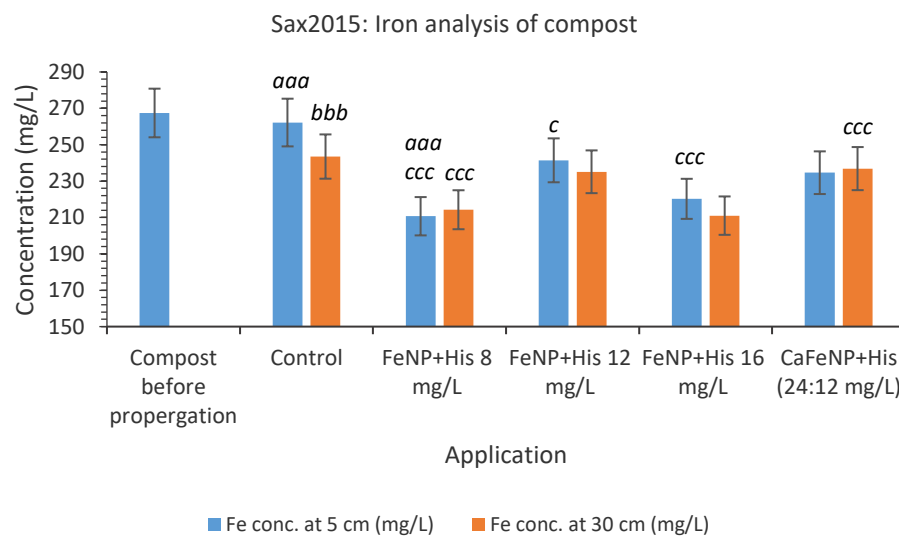 Sax2015: Iron analysis of compost
Concentration (mg/L)
290
270
250
230
210
190
170
150
aaa
bbb
aaa
ccc
ccc
c
ccc
ccc
Compost
before
propergation
Control
FeNP+His 8
mg/L
FeNP+His 12
mg/L
FeNP+His 16
mg/L
CaFeNP+His
(24:12 mg/L)
Application
Fe conc. at 5 cm (mg/L)
Fe conc. at 30 cm (mg/L)